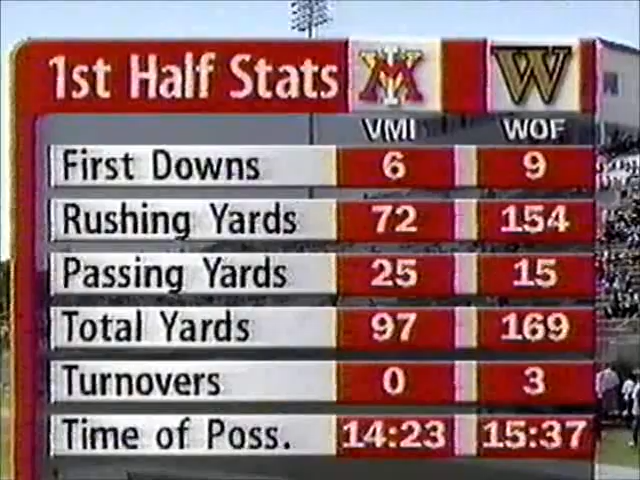 1st Half Stats VMI W
VMI WOF
First Downs 6 9
Rushing Yards 72 154
Passing Yards 25 15
Total Yards 97 169
Turnovers 0 3
Time of Poss. 14:23 15:37